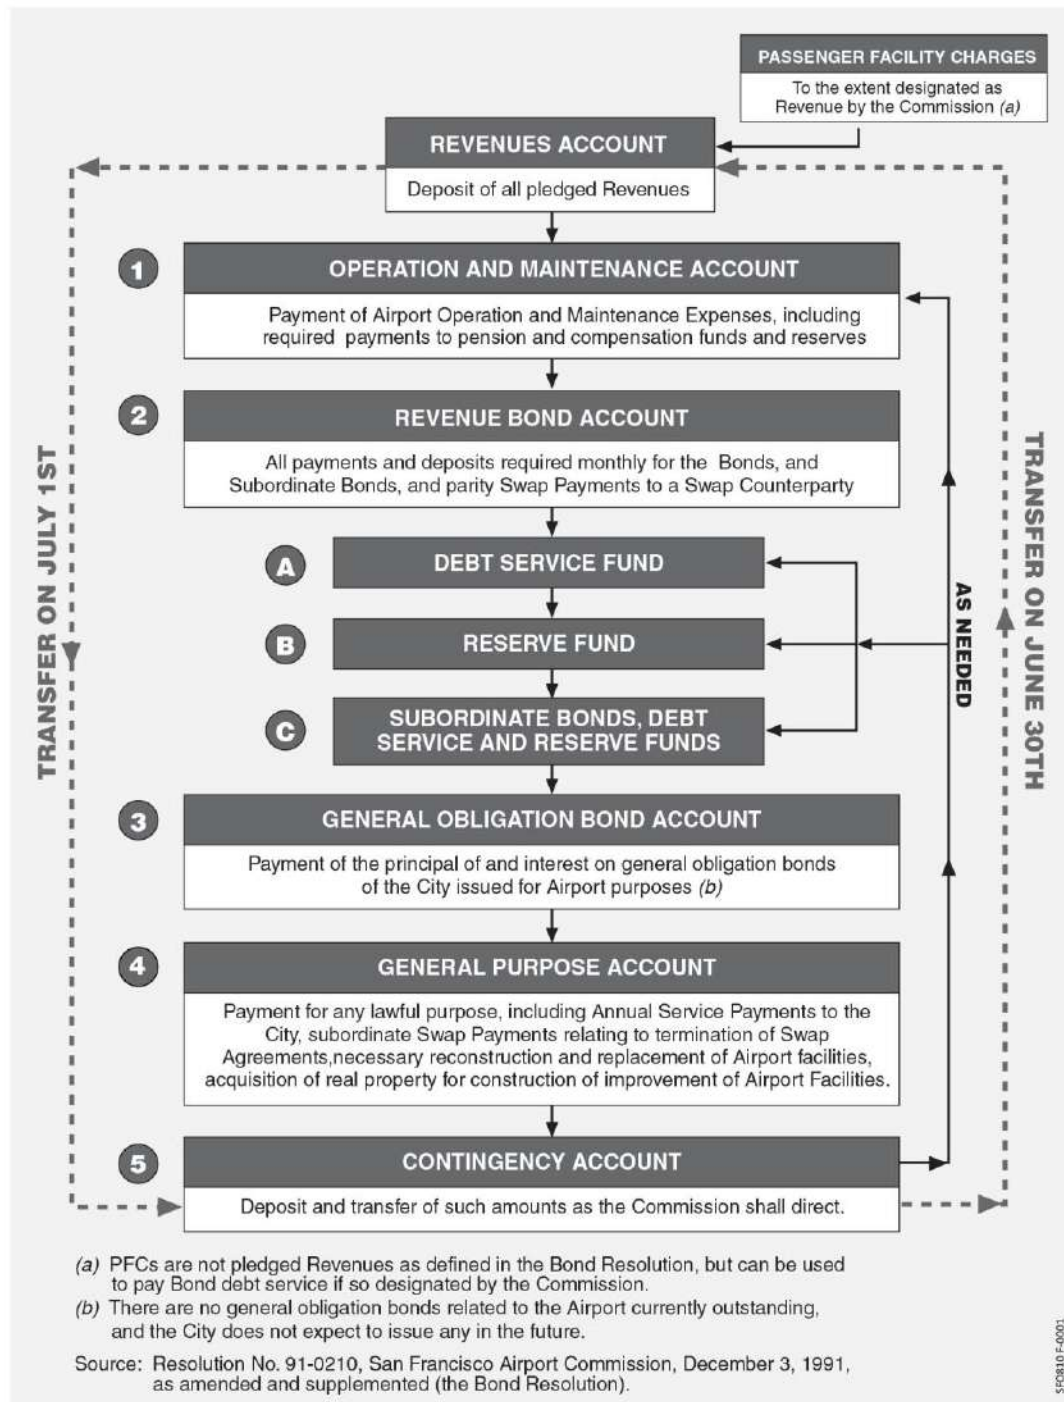 PASSENGER FACILITY CHARGES
To the extent designated as
Revenue by the Commission (a)
REVENUES ACCOUNT
Deposit of all pledged Revenues
1
OPERATION AND MAINTENANCE ACCOUNT
Payment of Airport Operation and Maintenance Expenses, including
required payments to pension and compensation funds and reserves
2
REVENUE BOND ACCOUNT
All payments and deposits required monthly for the Bonds, and
Subordinate Bonds, and parity Swap Payments to a Swap Counterparty
TRANSFER ON JULY 1ST
A
DEBT SERVICE FUND
B
RESERVE FUND
C
SUBORDINATE BONDS, DEBT
SERVICE AND RESERVE FUNDS
AS NEEDED
TRANSFER ON JUNE 30TH
3
GENERAL OBLIGATION BOND ACCOUNT
Payment of the principal of and interest on general obligation bonds
of the City issued for Airport purposes (b)
4
GENERAL PURPOSE ACCOUNT
Payment for any lawful purpose, including Annual Service Payments to the
City, subordinate Swap Payments relating to termination of Swap
Agreements,necessary reconstruction and replacement of Airport facilities,
acquisition of real property for construction of improvement of Airport Facilities.
5
CONTINGENCY ACCOUNT
Deposit and transfer of such amounts as the Commission shall direct.
(a) PFCs are not pledged Revenues as defined in the Bond Resolution, but can be used
to pay Bond debt service if so designated by the Commission.
(b) There are no general obligation bonds related to the Airport currently outstanding,
and the City does not expect to issue any in the future.
Source: Resolution No. 91-0210, San Francisco Airport Commission, December 3, 1991,
as amended and supplemented (the Bond Resolution).
SFO810 F-0001